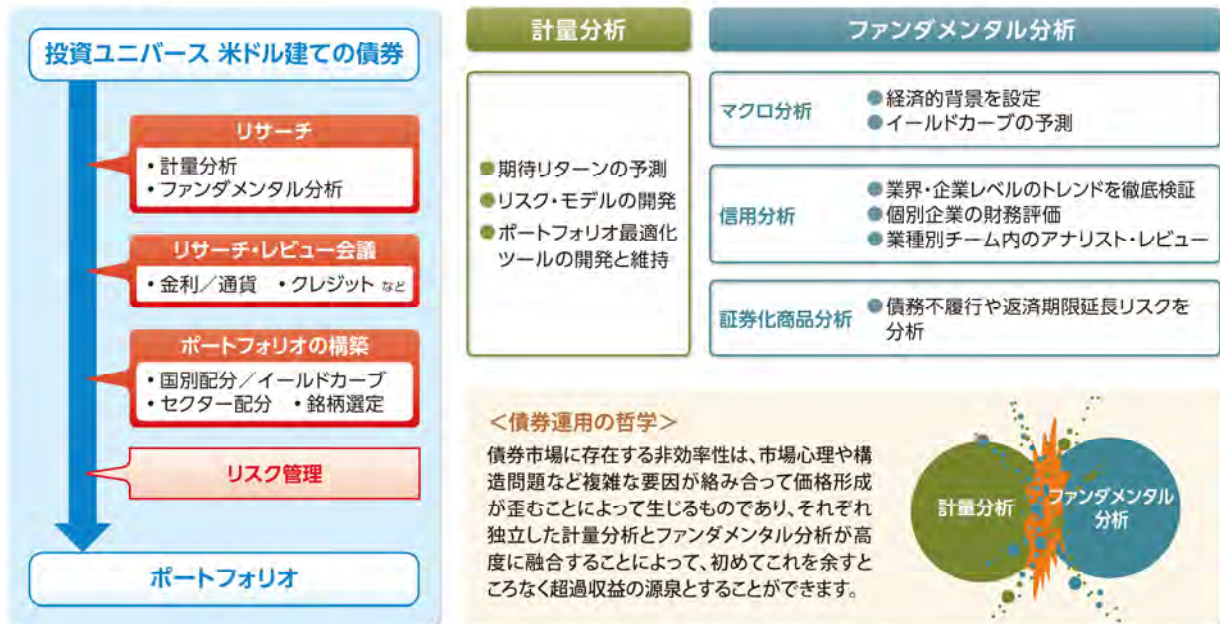 投資ユニバース 米ドル建ての債券
リサーチ
・計量分析
・ファンダメンタル分析
リサーチ・レビュー会議
・金利／通貨 ・クレジット など
ポートフォリオの構築
・国別配分／イールドカーブ
・セクター配分 ・銘柄選定
リスク管理
ポートフォリオ
計量分析
●期待リターンの予測
●リスク・モデルの開発
●ポートフォリオ最適化
ツールの開発と維持
ファンダメンタル分析
マクロ分析
●経済的背景を設定
●イールドカーブの予測
信用分析
●業界・企業レベルのトレンドを徹底検証
●個別企業の財務評価
●業種別チーム内のアナリスト・レビュー
証券化商品分析
●債務不履行や返済期限延長リスクを
分析
＜債券運用の哲学＞
債券市場に存在する非効率性は、市場心理や構
造問題など複雑な要因が絡み合って価格形成
が歪むことによって生じるものであり、それぞれ
独立した計量分析とファンダメンタル分析が高
度に融合することによって、初めてこれを余すと
ころなく超過収益の源泉とすることができます。
計量分析
ファンダメンタル
分析